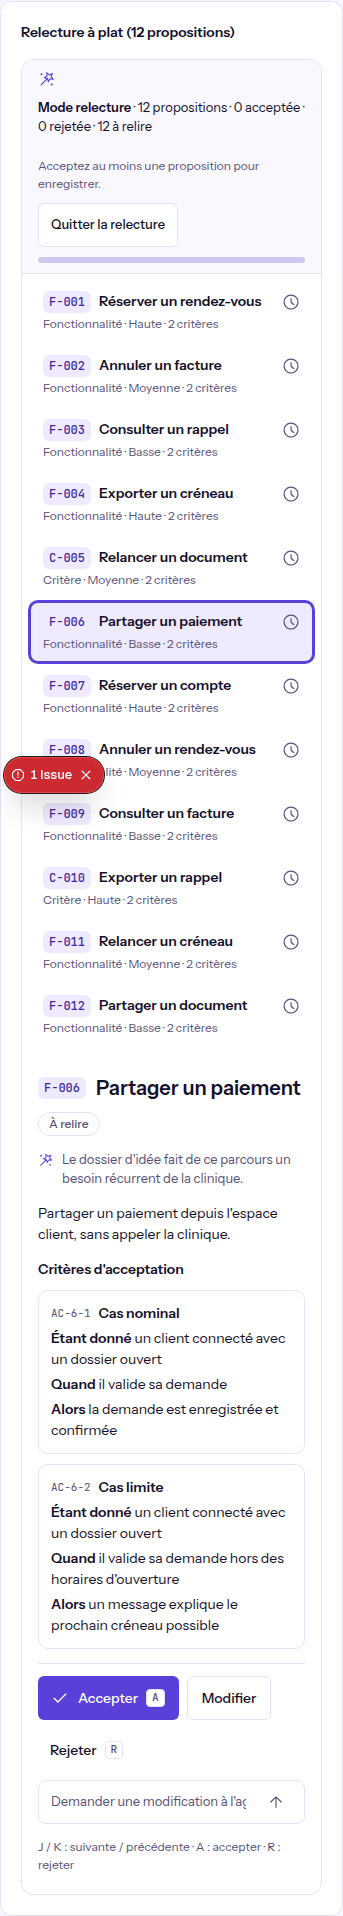 Relecture à plat (12 propositions)
Mode relecture · 12 propositions · 0 acceptée ·
0 rejetée · 12 à relire
Acceptez au moins une proposition pour
enregistrer.
Quitter la relecture
F-001 Réserver un rendez-vous
Fonctionnalité · Haute · 2 critères
F-002 Annuler un facture
Fonctionnalité · Moyenne · 2 critères
F-003 Consulter un rappel
Fonctionnalité · Basse · 2 critères
F-004 Exporter un créneau
Fonctionnalité · Haute · 2 critères
C-005 Relancer un document
Critère · Moyenne · 2 critères
F-006 Partager un paiement
Fonctionnalité · Basse · 2 critères
F-007 Réserver un compte
Fonctionnalité · Haute · 2 critères
F-008 Annuler un rendez-vous
lité · Moyenne · 2 critères
1 Issue
F-009 Consulter un facture
Fonctionnalité · Basse · 2 critères
C-010 Exporter un rappel
Critère · Haute · 2 critères
F-011 Relancer un créneau
Fonctionnalité · Moyenne · 2 critères
F-012 Partager un document
Fonctionnalité · Basse · 2 critères
F-006 Partager un paiement
À relire
Le dossier d'idée fait de ce parcours un
besoin récurrent de la clinique.
Partager un paiement depuis l'espace
client, sans appeler la clinique.
Critères d'acceptation
AC-6-1 Cas nominal
Étant donné un client connecté avec
un dossier ouvert
Quand il valide sa demande
Alors la demande est enregistrée et
confirmée
AC-6-2 Cas limite
Étant donné un client connecté avec
un dossier ouvert
Quand il valide sa demande hors des
horaires d'ouverture
Alors un message explique le
prochain créneau possible
Accepter A Modifier
Rejeter R
Demander une modification à l'ag
J / K : suivante / précédente · A : accepter · R :
rejeter